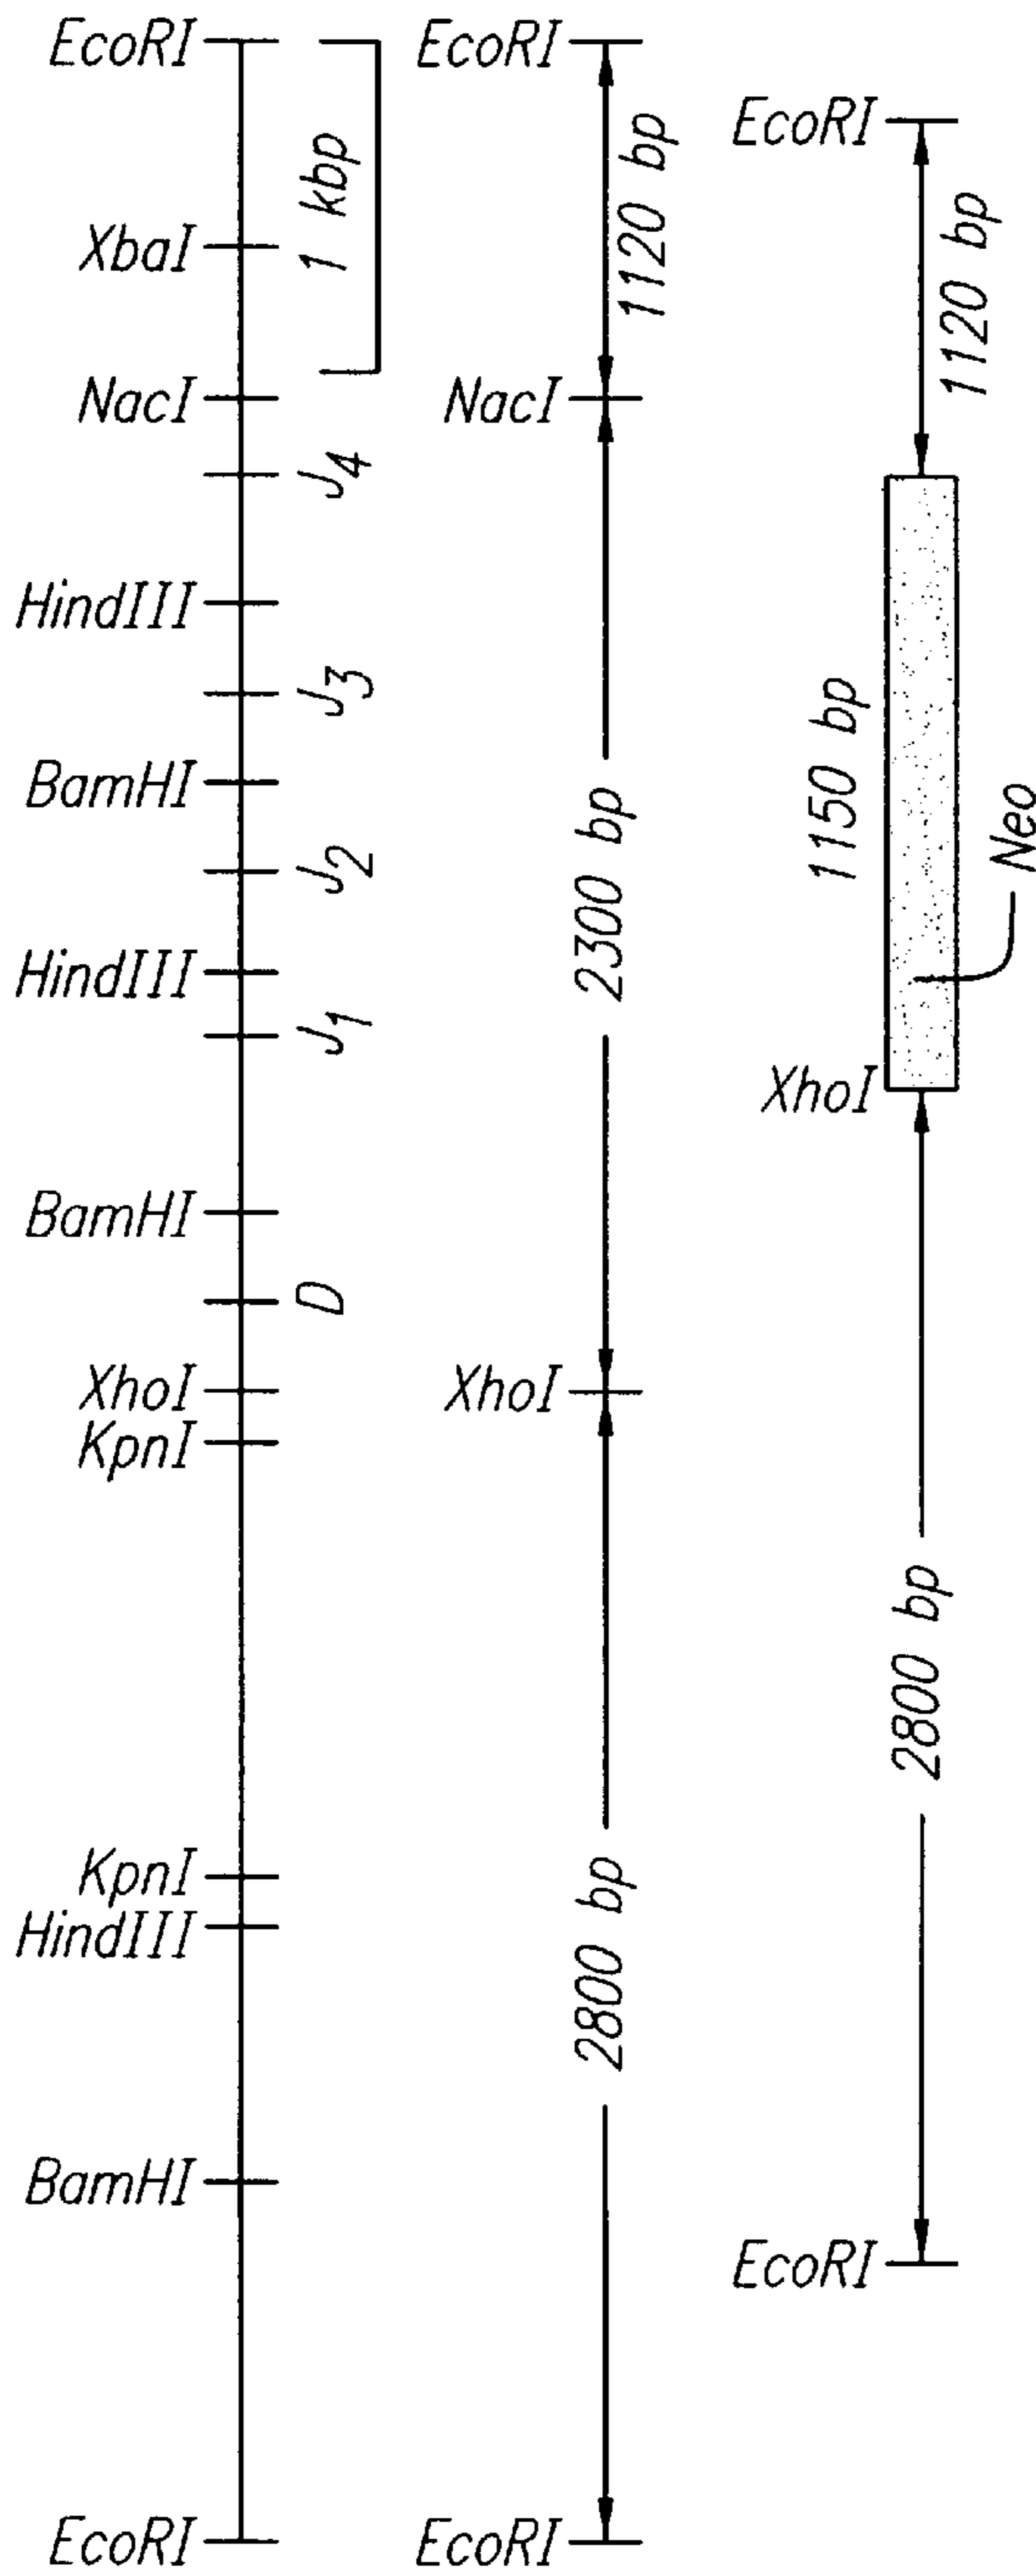 EcoRI
XbaI
NacI
HindIII
BamHI
HindIII
BamHI
XhoI
KpnI
KpnI
HindIII
BamHI
EcoRI
1 kbp
J4
J3
J2
J1
D
EcoRI
1120 bp
NacI
2300 bp
XhoI
2800 bp
EcoRI
EcoRI
1120 bp
1150 bp
Neo
XhoI
2800 bp
EcoRI